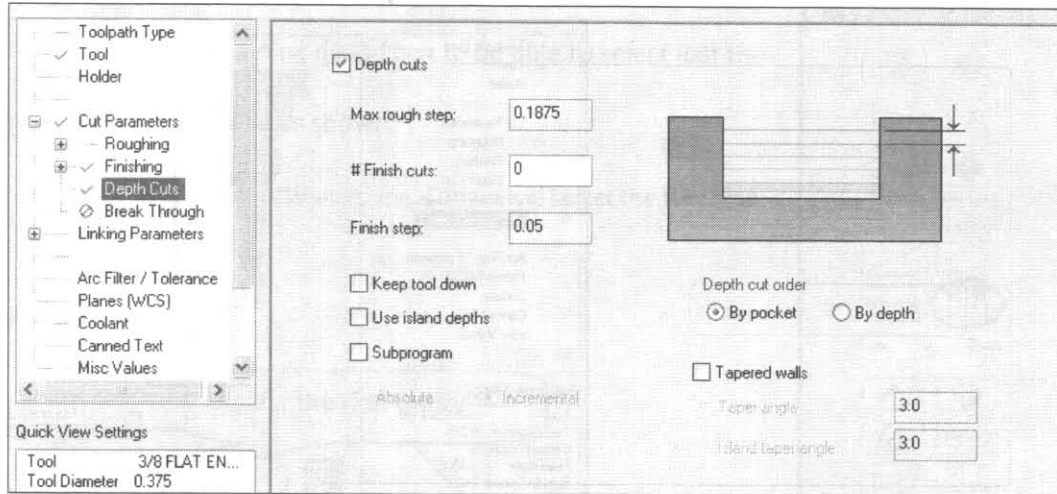 Toolpath Type
Tool
Holder
Cut Parameters
Roughing
Finishing
Depth Cuts
Break Through
Linking Parameters
Arc Filter / Tolerance
Planes (WCS)
Coolant
Canned Text
Misc Values
Quick View Settings
Tool 3/8 FLAT EN...
Tool Diameter 0.375
Depth cuts
Max rough step: 0.1875
# Finish cuts: 0
Finish step: 0.05
Keep tool down
Use island depths
Subprogram
Absolute Incremental
Depth cut order
By pocket By depth
Tapered walls
Taper angle 3.0
Island taper angle 3.0